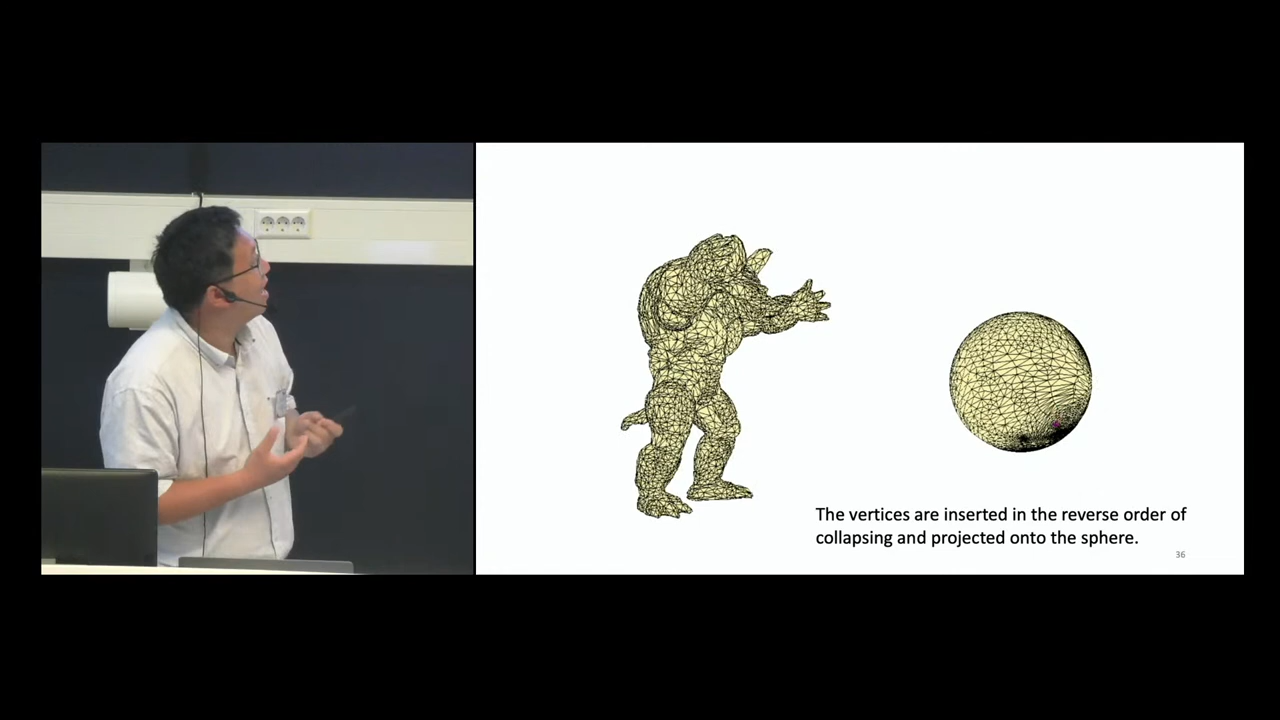 The vertices are inserted in the reverse order of
collapsing and projected onto the sphere.
36